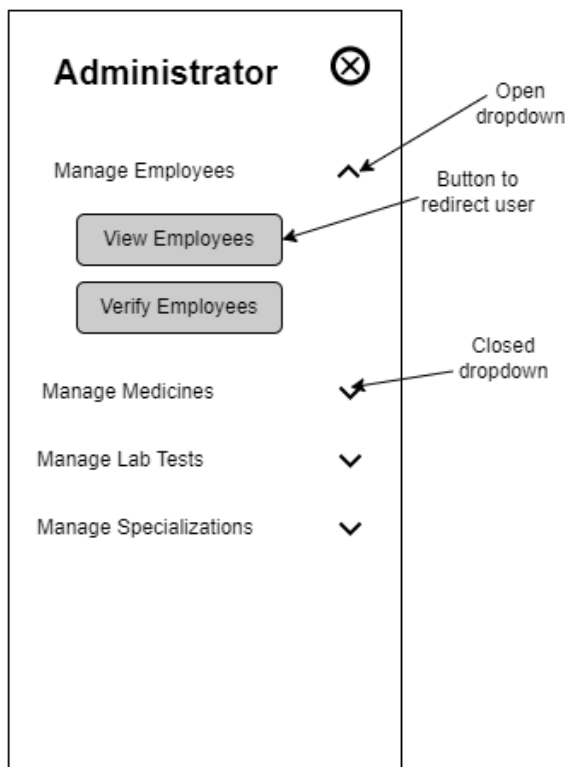 Administrator
Open
dropdown
Manage Employees
Button to
redirect user
View Employees
Verify Employees
Closed
dropdown
Manage Medicines
Manage Lab Tests
Manage Specializations